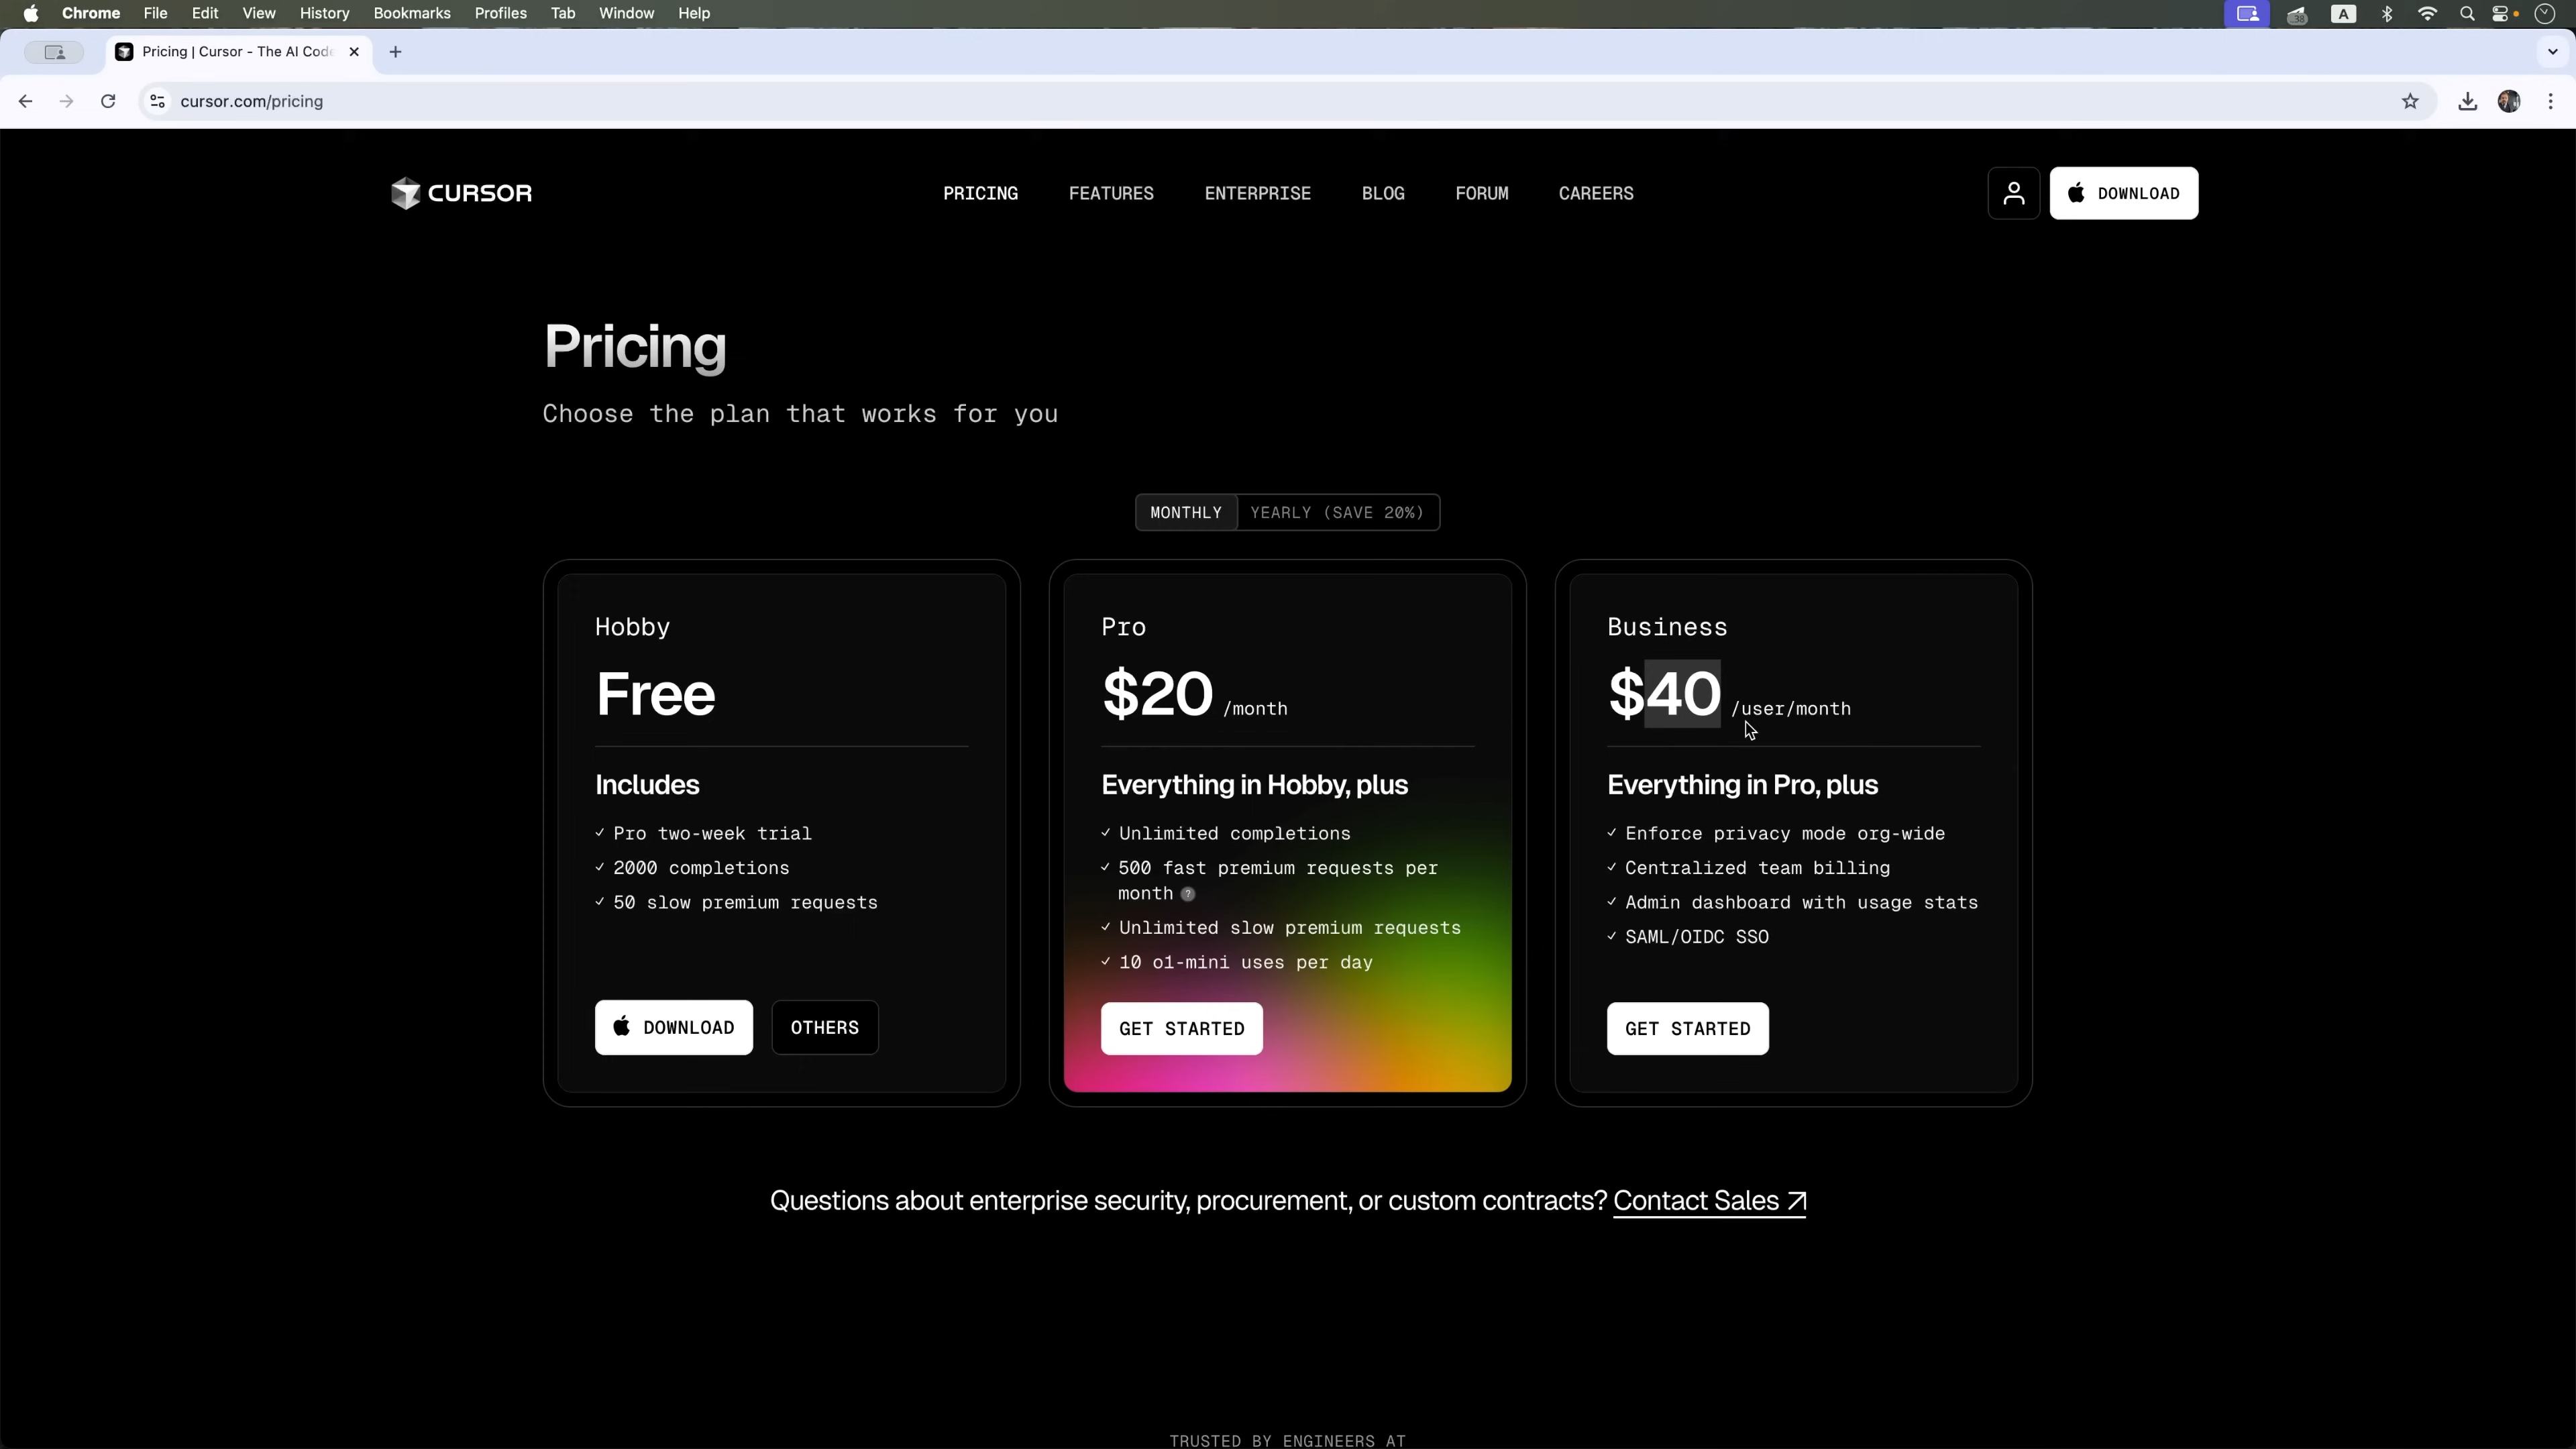 Chrome File Edit View History Bookmarks Profiles Tab Window Help
38 A
Pricing | Cursor - The AI Code
cursor.com/pricing
CURSOR
PRICING FEATURES ENTERPRISE BLOG FORUM CAREERS
DOWNLOAD
Pricing
Choose the plan that works for you
MONTHLY YEARLY (SAVE 20%)
Hobby
Free
Includes
✓ Pro two-week trial
✓ 2000 completions
✓ 50 slow premium requests
DOWNLOAD OTHERS
Pro
$20 /month
Everything in Hobby, plus
✓ Unlimited completions
✓ 500 fast premium requests per
month ?
✓ Unlimited slow premium requests
✓ 10 o1-mini uses per day
GET STARTED
Business
$40 /user/month
Everything in Pro, plus
✓ Enforce privacy mode org-wide
✓ Centralized team billing
✓ Admin dashboard with usage stats
✓ SAML/OIDC SSO
GET STARTED
Questions about enterprise security, procurement, or custom contracts? Contact Sales ↗
TRUSTED BY ENGINEERS AT